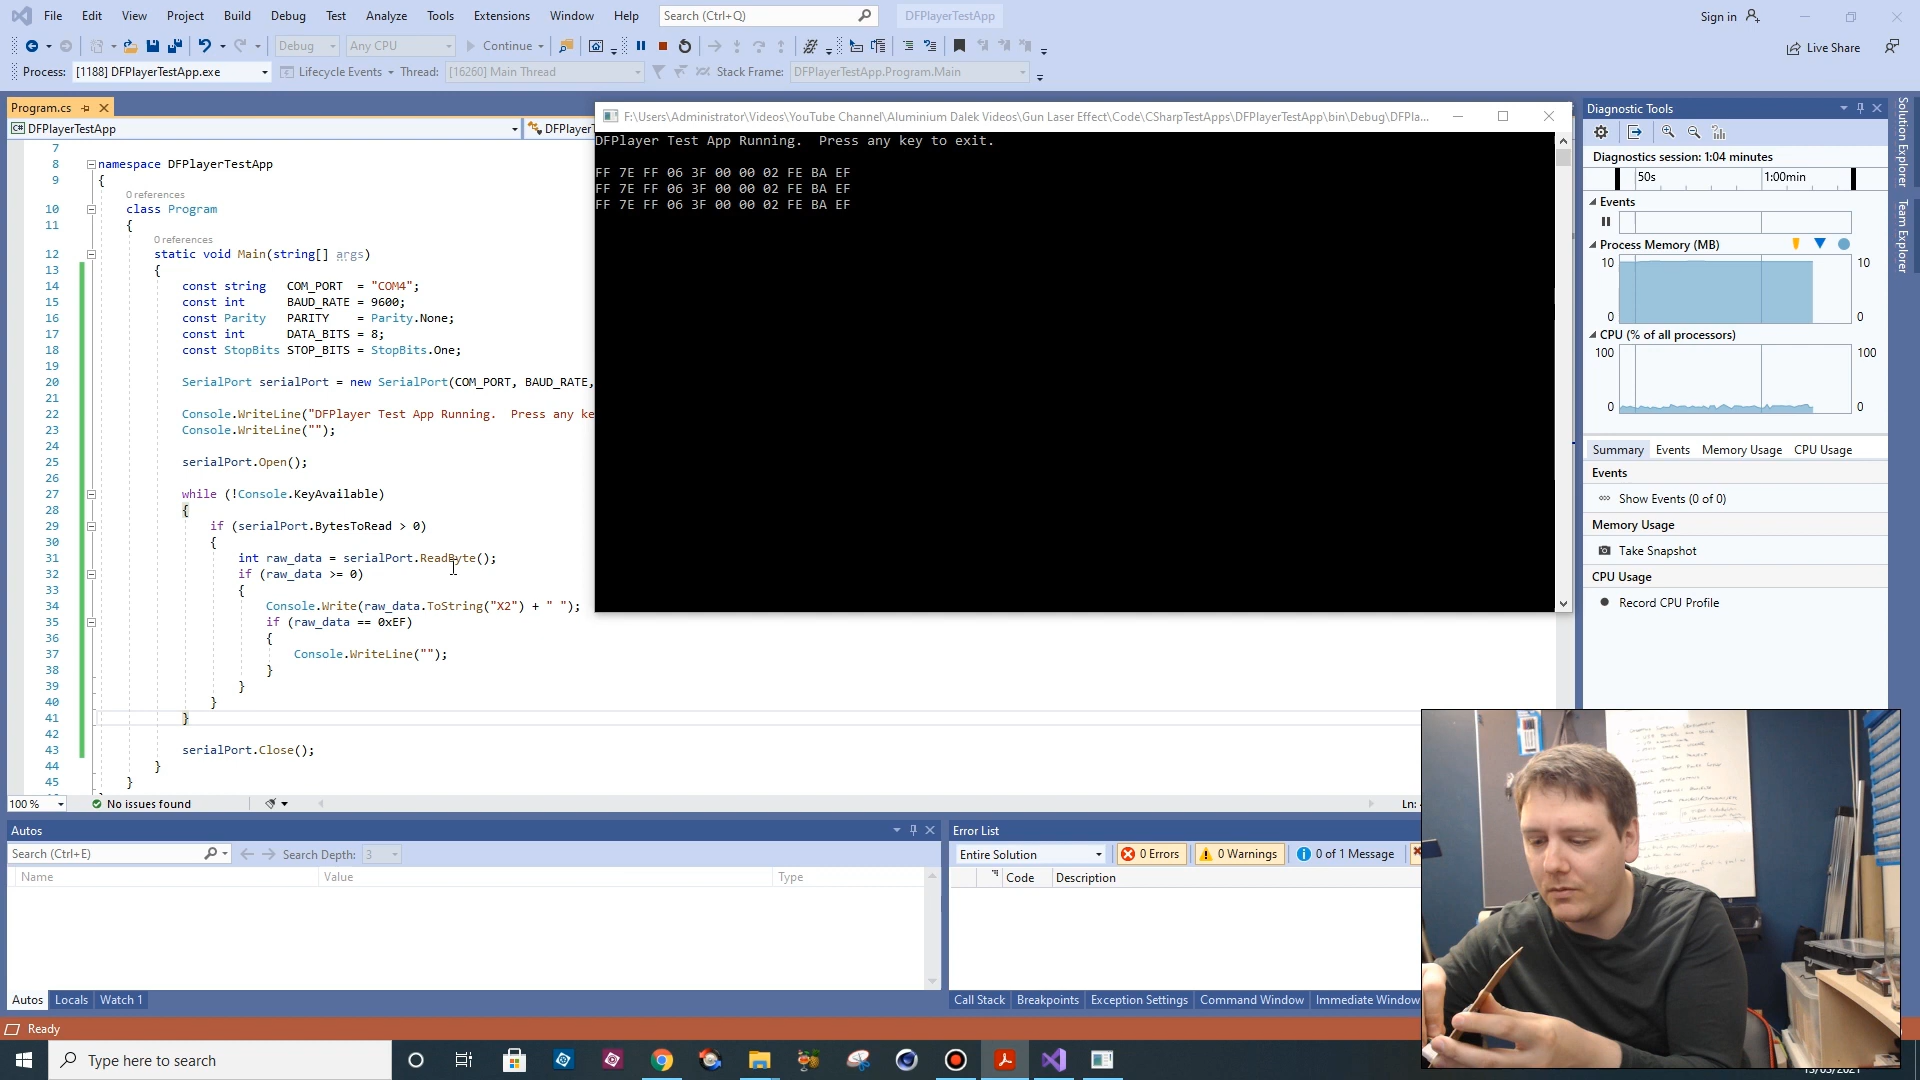 File Edit View Project Build Debug Test Analyze Tools Extensions Window Help Search (Ctrl+Q) DFPlayerTestApp Sign in
Debug Any CPU Continue Live Share
Process: [1188] DFPlayerTestApp.exe Lifecycle Events Thread: [16260] Main Thread Stack Frame: DFPlayerTestApp.Program.Main
Program.cs
DFPlayerTestApp DFPlayerT
7
8 namespace DFPlayerTestApp
9 {
0 references
10 class Program
11 {
0 references
12 static void Main(string[] args)
13 {
14 const string COM_PORT = "COM4";
15 const int BAUD_RATE = 9600;
16 const Parity PARITY = Parity.None;
17 const int DATA_BITS = 8;
18 const StopBits STOP_BITS = StopBits.One;
19
20 SerialPort serialPort = new SerialPort(COM_PORT, BAUD_RATE,
21
22 Console.WriteLine("DFPlayer Test App Running.  Press any ke
23 Console.WriteLine("");
24
25 serialPort.Open();
26
27 while (!Console.KeyAvailable)
28 {
29 if (serialPort.BytesToRead > 0)
30 {
31 int raw_data = serialPort.ReadByte();
32 if (raw_data >= 0)
33 {
34 Console.Write(raw_data.ToString("X2") + " ");
35 if (raw_data == 0xEF)
36 {
37 Console.WriteLine("");
38 }
39 }
40 }
41 }
42
43 serialPort.Close();
44 }
45 }
100 % No issues found Ln:
F:\Users\Administrator\Videos\YouTube Channel\Aluminium Dalek Videos\Gun Laser Effect\Code\CSharpTestApps\DFPlayerTestApp\bin\Debug\DFPla...
DFPlayer Test App Running.  Press any key to exit.
FF 7E FF 06 3F 00 00 02 FE BA EF
FF 7E FF 06 3F 00 00 02 FE BA EF
FF 7E FF 06 3F 00 00 02 FE BA EF
Diagnostic Tools
Diagnostics session: 1:04 minutes
50s 1:00min
Events
Process Memory (MB)
10 10
0 0
CPU (% of all processors)
100 100
0 0
Summary Events Memory Usage CPU Usage
Events
Show Events (0 of 0)
Memory Usage
Take Snapshot
CPU Usage
Record CPU Profile
Solution Explorer
Team Explorer
Autos
Search (Ctrl+E) Search Depth: 3
Name Value Type
Autos Locals Watch 1
Error List
Entire Solution 0 Errors 0 Warnings 0 of 1 Message
Code Description
Call Stack Breakpoints Exception Settings Command Window Immediate Window
Ready
Type here to search